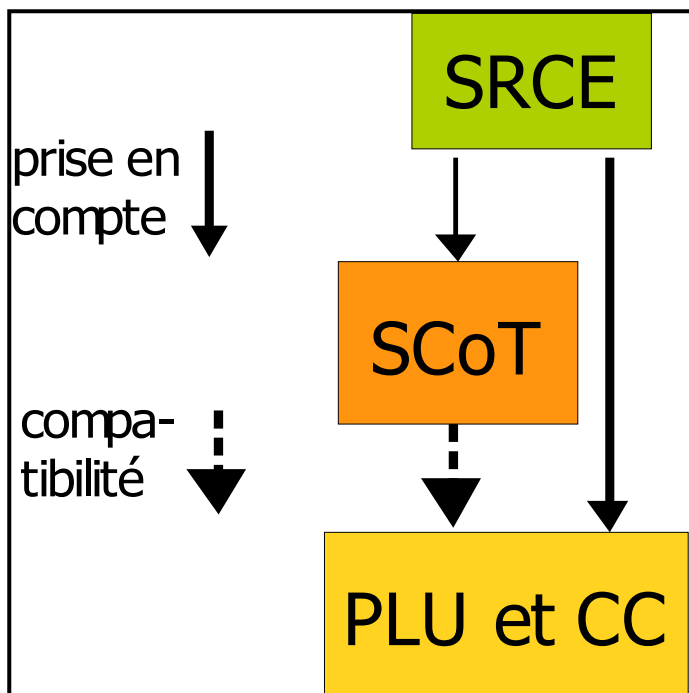 SRCE
prise en
compte
SCoT
compa-
tibilité
PLU et CC